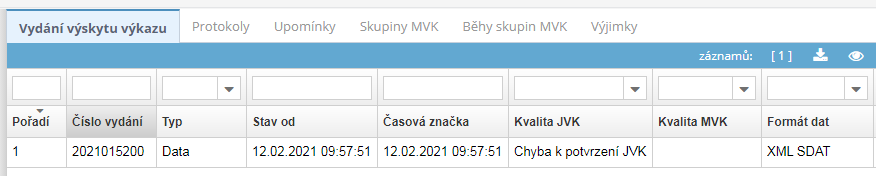 Vydání výskytu výkazu Protokoly Upomínky Skupiny MVK Běhy skupin MVK Výjimky
záznamů: [ 1 ]
Pořadí Číslo vydání Typ Stav od Časová značka Kvalita JVK Kvalita MVK Formát dat
1 2021015200 Data 12.02.2021 09:57:51 12.02.2021 09:57:51 Chyba k potvrzení JVK XML SDAT